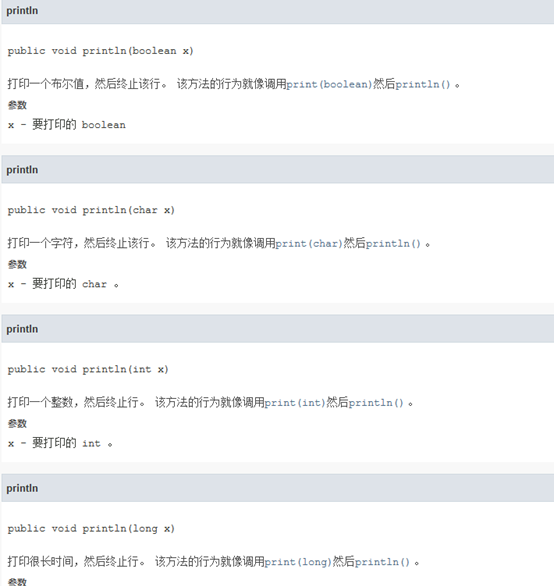 println
public void println(boolean x)
打印一个布尔值，然后终止该行。 该方法的行为就像调用print(boolean)然后println() 。
参数
x - 要打印的 boolean
println
public void println(char x)
打印一个字符，然后终止该行。 该方法的行为就像调用print(char)然后println() 。
参数
x - 要打印的 char 。
println
public void println(int x)
打印一个整数，然后终止行。 该方法的行为就像调用print(int)然后println() 。
参数
x - 要打印的 int 。
println
public void println(long x)
打印很长时间，然后终止行。 该方法的行为就像调用print(long)然后println() 。
参数